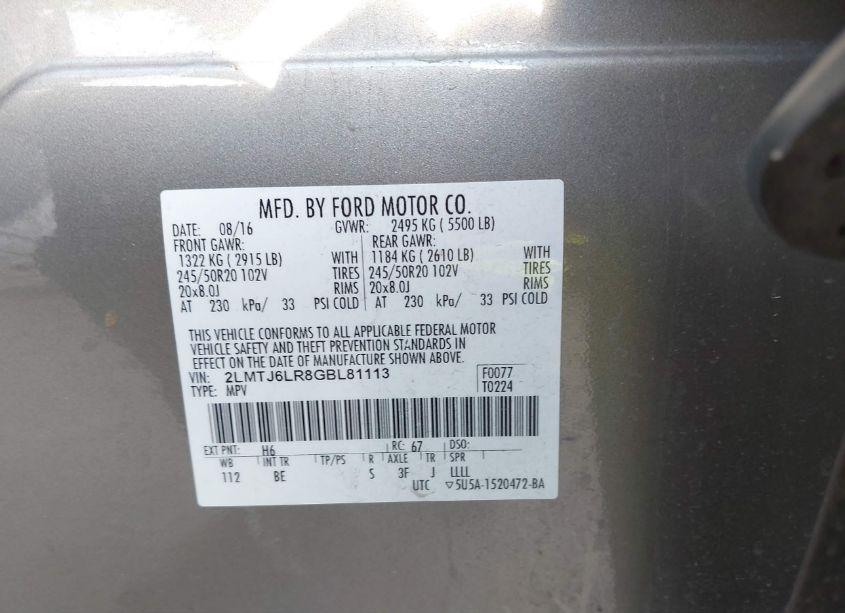 MFD. BY FORD MOTOR CO.
DATE: 08/16 GVWR: 2495 KG ( 5500 LB)
FRONT GAWR: REAR GAWR:
1322 KG ( 2915 LB) WITH 1184 KG ( 2610 LB) WITH
245/50R20 102V TIRES 245/50R20 102V TIRES
20x8.0J RIMS 20x8.0J RIMS
AT 230 kPa/ 33 PSI COLD AT 230 kPa/ 33 PSI COLD
THIS VEHICLE CONFORMS TO ALL APPLICABLE FEDERAL MOTOR
VEHICLE SAFETY AND THEFT PREVENTION STANDARDS IN
EFFECT ON THE DATE OF MANUFACTURE SHOWN ABOVE.
VIN: 2LMTJ6LR8GBL81113 F0077
TYPE: MPV T0224
EXT PNT: H6 RC: 67 DSO:
WB INT TR TP/PS R AXLE TR SPR
112 BE S 3F J LLLL
UTC ▽5U5A-1520472-BA